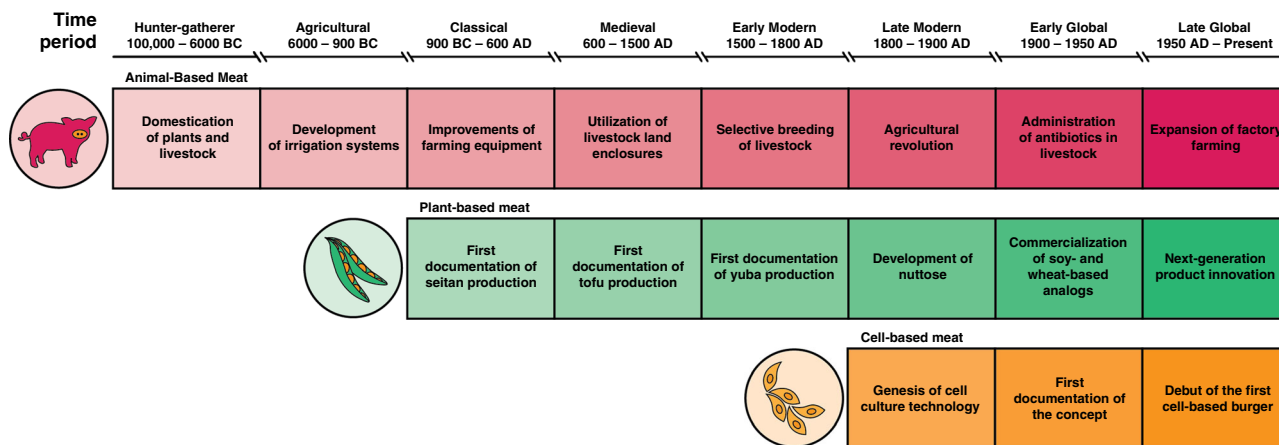 Time
period
Hunter-gatherer
100,000 – 6000 BC
Agricultural
6000 – 900 BC
Classical
900 BC – 600 AD
Medieval
600 – 1500 AD
Early Modern
1500 – 1800 AD
Late Modern
1800 – 1900 AD
Early Global
1900 – 1950 AD
Late Global
1950 AD – Present
Animal-Based Meat
Domestication
of plants and
livestock
Development
of irrigation systems
Improvements of
farming equipment
Utilization of
livestock land
enclosures
Selective breeding
of livestock
Agricultural
revolution
Administration
of antibiotics in
livestock
Expansion of factory
farming
Plant-based meat
First
documentation of
seitan production
First
documentation of
tofu production
First documentation
of yuba production
Development of
nuttose
Commercialization
of soy- and
wheat-based
analogs
Next-generation
product innovation
Cell-based meat
Genesis of cell
culture technology
First
documentation of
the concept
Debut of the first
cell-based burger